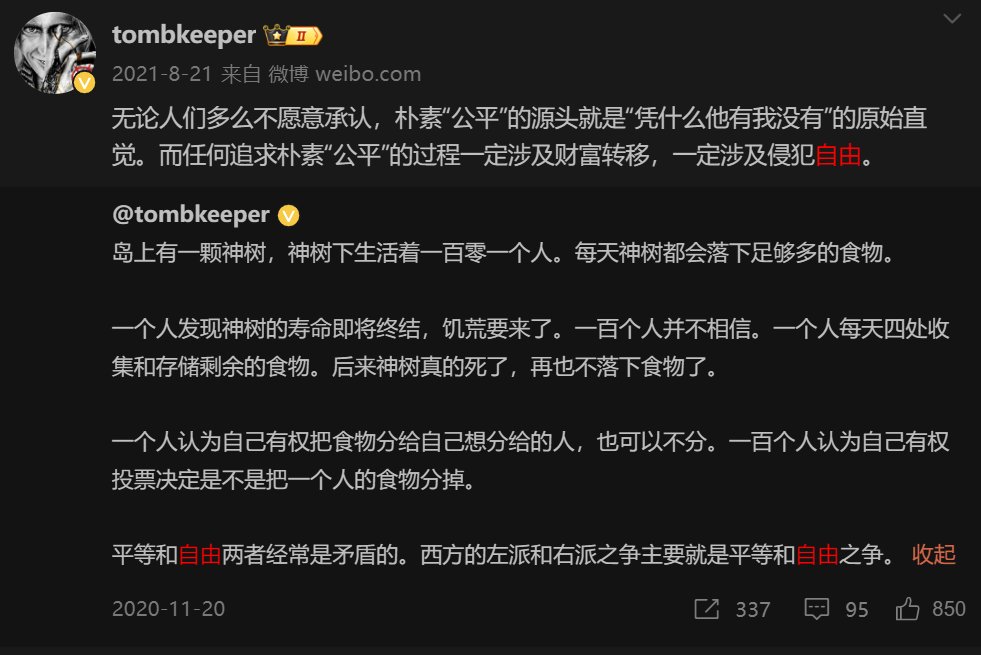 tombkeeper II
2021-8-21 来自 微博 weibo.com
无论人们多么不愿意承认，朴素“公平”的源头就是“凭什么他有我没有”的原始直
觉。而任何追求朴素“公平”的过程一定涉及财富转移，一定涉及侵犯自由。
@tombkeeper
岛上有一颗神树，神树下生活着一百零一个人。每天神树都会落下足够多的食物。
一个人发现神树的寿命即将终结，饥荒要来了。一百个人并不相信。一个人每天四处收
集和存储剩余的食物。后来神树真的死了，再也不落下食物了。
一个人认为自己有权把食物分给自己想分给的人，也可以不分。一百个人认为自己有权
投票决定是不是把一个人的食物分掉。
平等和自由两者经常是矛盾的。西方的左派和右派之争主要就是平等和自由之争。 收起
2020-11-20 337 95 850